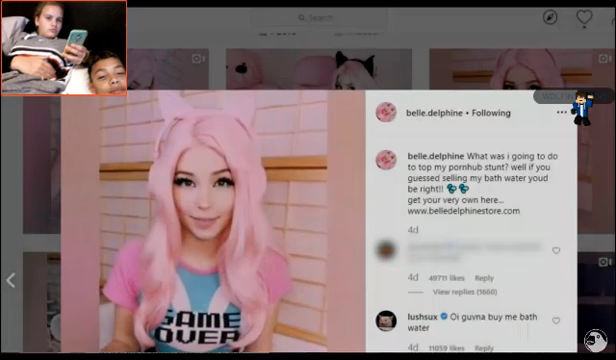 Search
belle.delphine • Following
belle.delphine What was i going to do
to top my pornhub stunt? well if you
guessed selling my bath water youd
be right!!
get your very own here...
www.belledelphinestore.com
4d
4d 49711 likes Reply
View replies (1660)
lushsux Oi guvna buy me bath
water
4d 11059 likes Reply
GAME
OVER